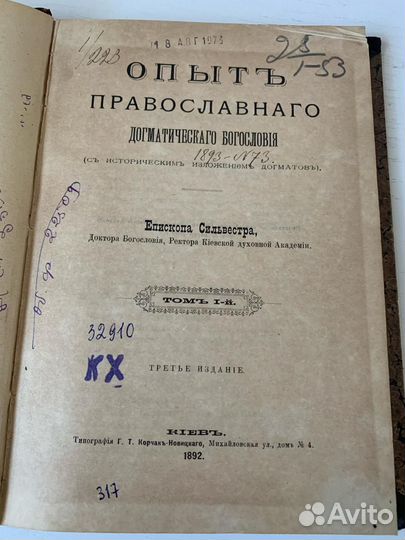 18 АВГ 1973
1/223
28/1-53
ОПЫТЪ
ПРАВОСЛАВНАГО
ДОГМАТИЧЕСКАГО БОГОСЛОВІЯ
1893-N73.
(СЪ ИСТОРИЧЕСКИМЪ ИЗЛОЖЕНІЕМЪ ДОГМАТОВЪ).
Епископа Сильвестра,
Доктора Богословія, Ректора Кіевской духовной Академіи.
ТОМЪ I-й.
32910
КХ
ТРЕТЬЕ ИЗДАНІЕ.
КІЕВЪ.
Типографія Г. Т. Корчакъ-Новицкаго, Михайловская ул., домъ № 4.
1892.
317
Avito